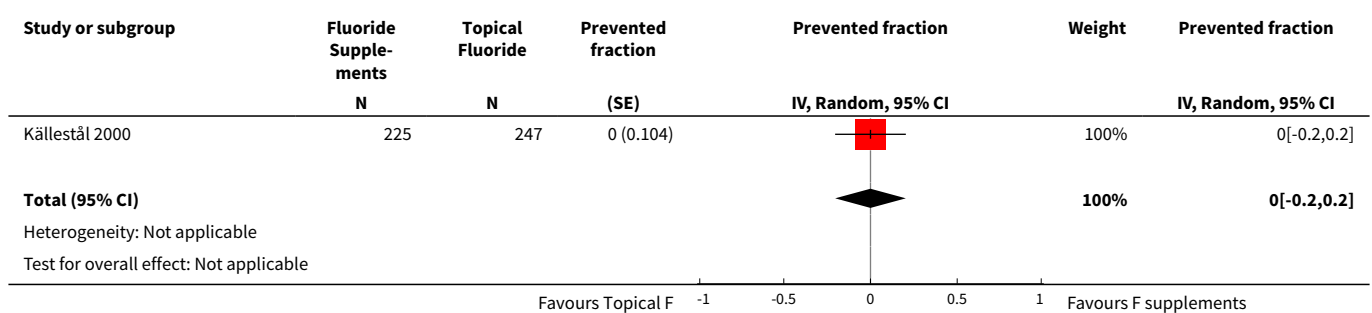 Study or subgroup Fluoride Topical Prevented Prevented fraction Weight Prevented fraction
Supple- Fluoride fraction
ments
N N (SE) IV, Random, 95% CI IV, Random, 95% CI
Källestål 2000 225 247 0 (0.104) 100% 0[-0.2,0.2]
Total (95% CI) 100% 0[-0.2,0.2]
Heterogeneity: Not applicable
Test for overall effect: Not applicable
Favours Topical F -1 -0.5 0 0.5 1 Favours F supplements